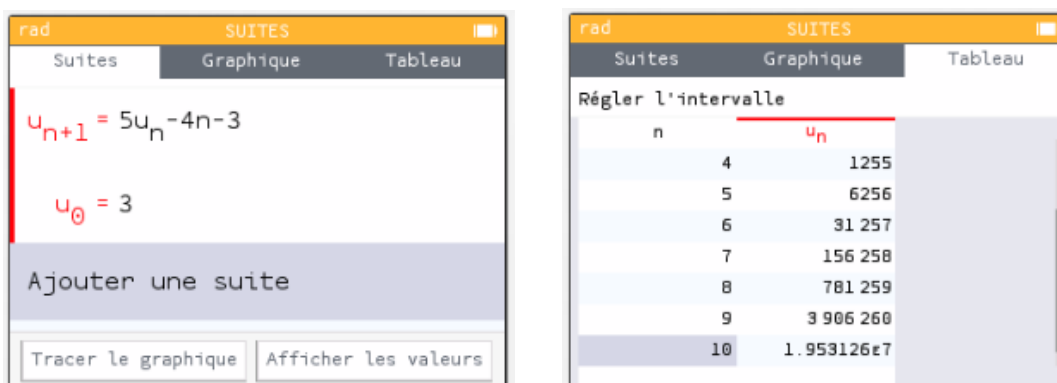 rad SUITES
Suites Graphique Tableau
uₙ₊₁ = 5uₙ-4n-3
u₀ = 3
Ajouter une suite
Tracer le graphique Afficher les valeurs
rad SUITES
Suites Graphique Tableau
Régler l'intervalle
n uₙ
4 1255
5 6256
6 31 257
7 156 258
8 781 259
9 3 906 260
10 1.953126ᴇ7